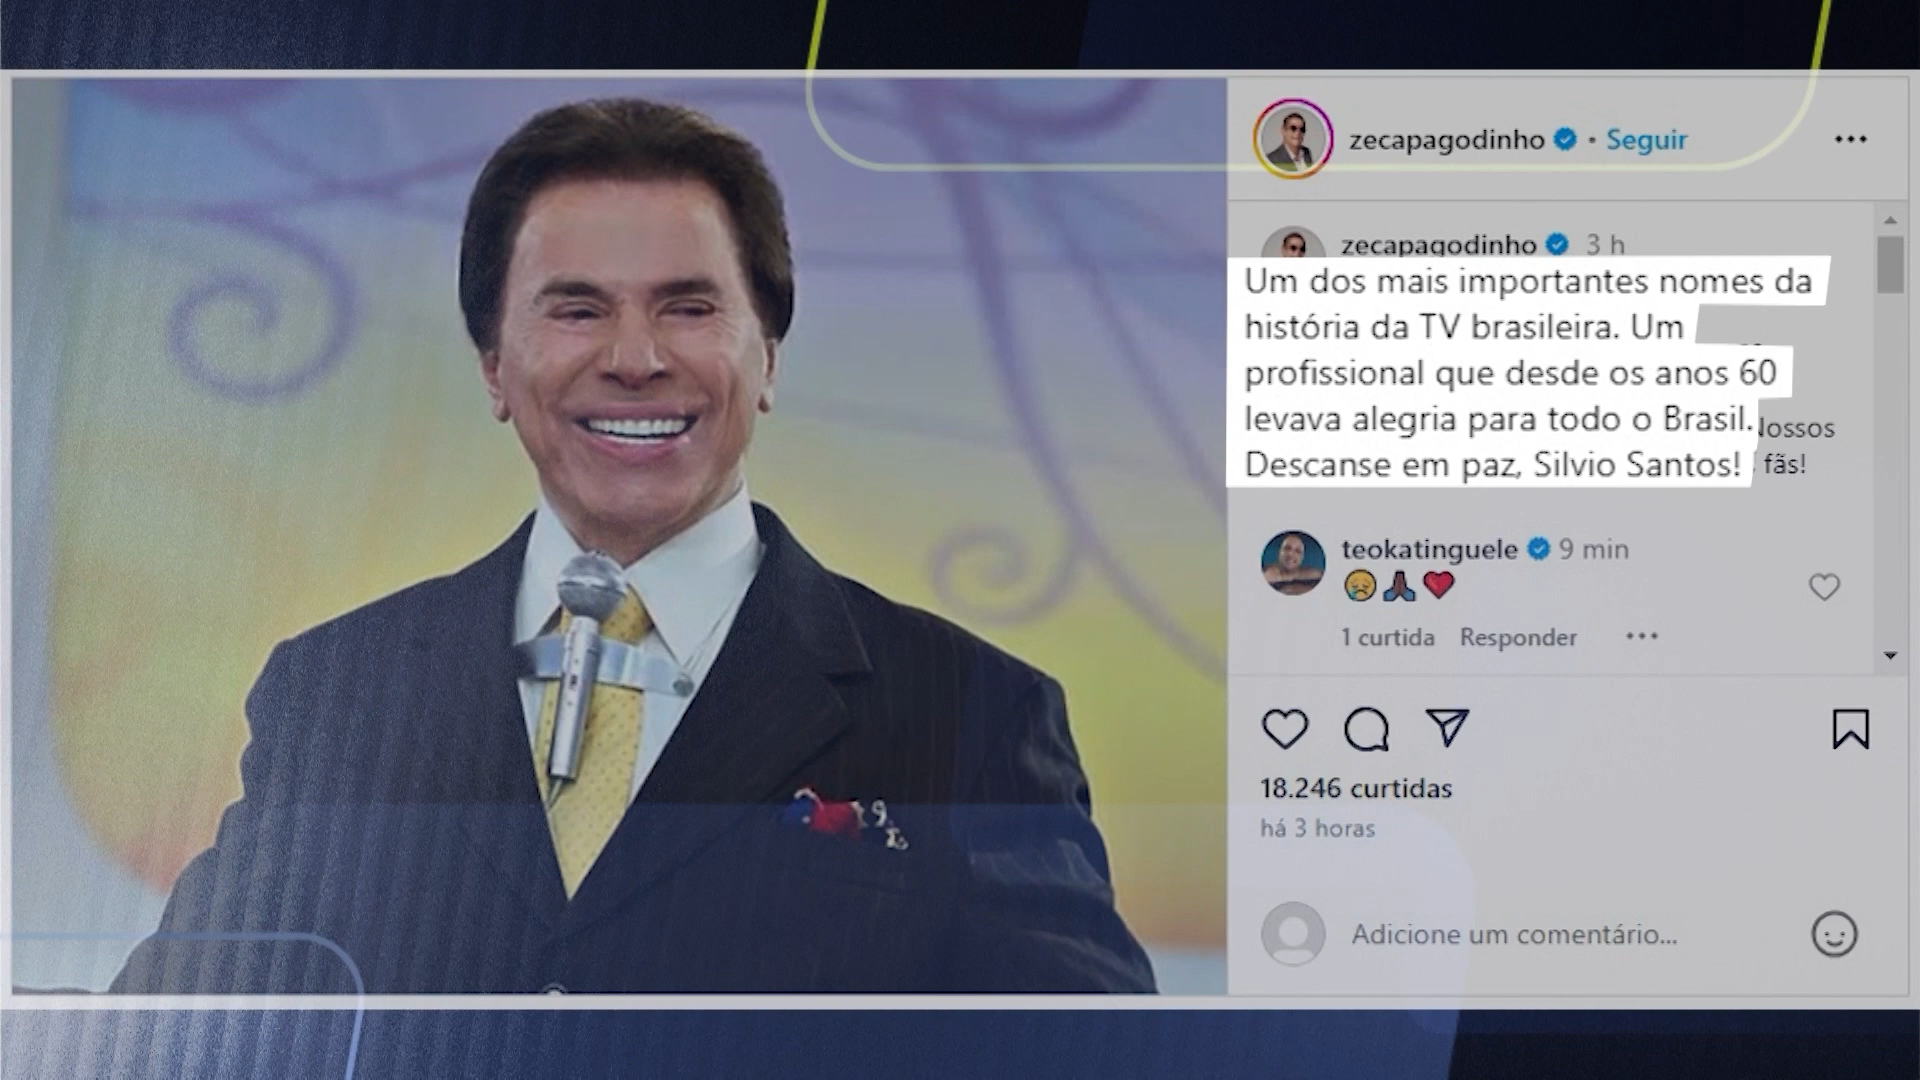 zecapagodinho • Seguir
zecapagodinho 3 h
Um dos mais importantes nomes da
história da TV brasileira. Um
profissional que desde os anos 60
levava alegria para todo o Brasil.
Descanse em paz, Silvio Santos!
Nossos
fãs!
teokatinguele 9 min
1 curtida Responder
18.246 curtidas
há 3 horas
Adicione um comentário...